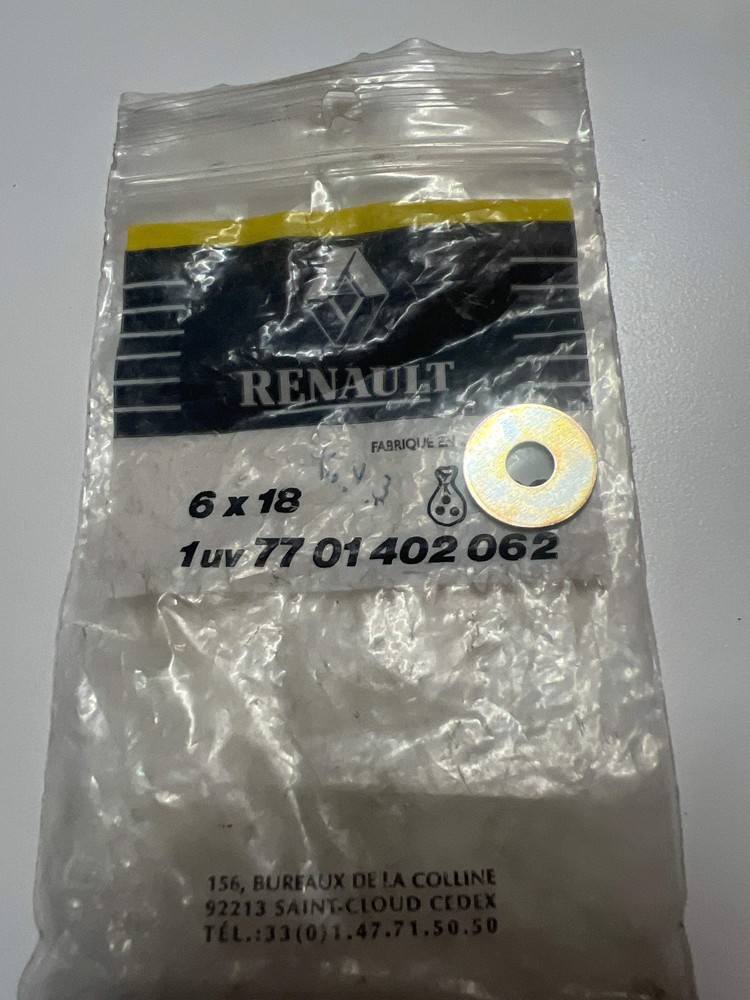 RENAULT
FABRIQUÉ EN
6 x 18
1uv 77 01 402 062
156, BUREAUX DE LA COLLINE
92213 SAINT-CLOUD CEDEX
TÉL.:33(0)1.47.71.50.50